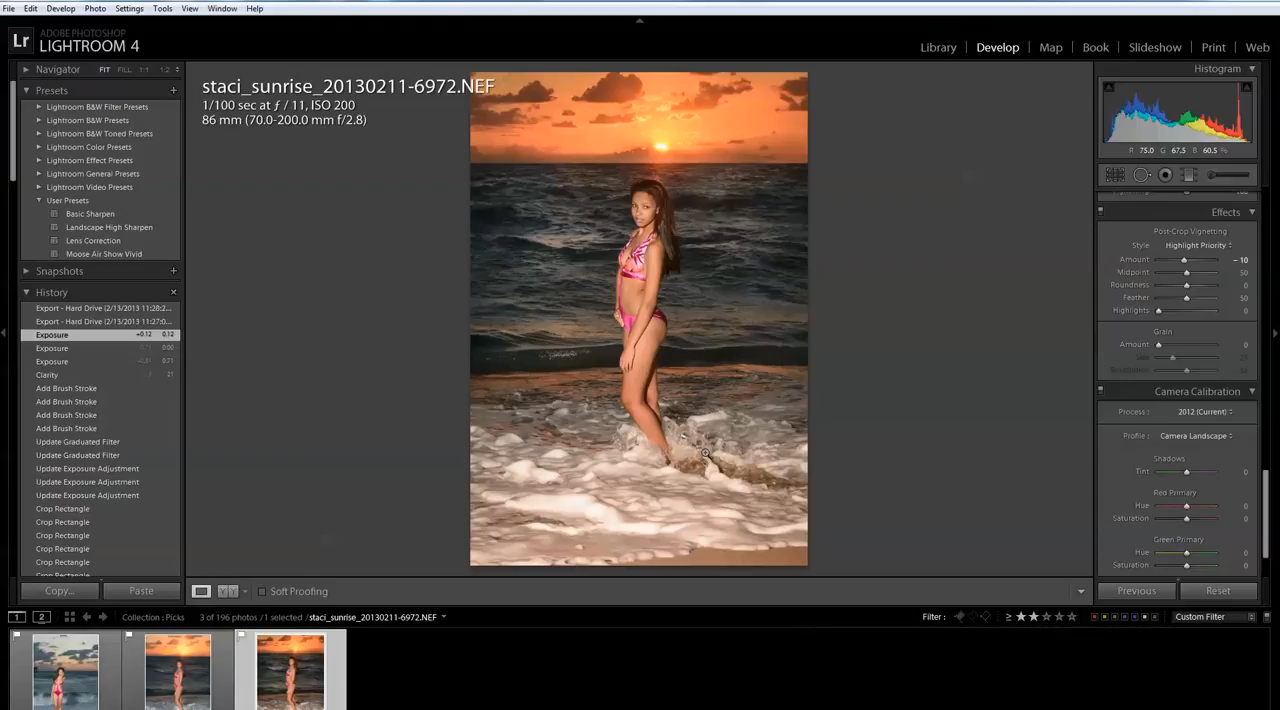 File Edit Develop Photo Settings Tools View Window Help
Lr ADOBE PHOTOSHOP
LIGHTROOM 4
Library | Develop | Map | Book | Slideshow | Print | Web
Navigator FIT FILL 1:1 1:2
Presets +
Lightroom B&W Filter Presets
Lightroom B&W Presets
Lightroom B&W Toned Presets
Lightroom Color Presets
Lightroom Effect Presets
Lightroom General Presets
Lightroom Video Presets
User Presets
Basic Sharpen
Landscape High Sharpen
Lens Correction
Moose Air Show Vivid
Snapshots +
History
Export - Hard Drive (2/13/2013 11:28:2...
Export - Hard Drive (2/13/2013 11:27:0...
Exposure +0.12 0.12
Exposure 0.00
Exposure 0.71
Clarity 21
Add Brush Stroke
Add Brush Stroke
Add Brush Stroke
Add Brush Stroke
Update Graduated Filter
Update Graduated Filter
Update Exposure Adjustment
Update Exposure Adjustment
Update Exposure Adjustment
Crop Rectangle
Crop Rectangle
Crop Rectangle
Crop Rectangle
Crop Rectangle
Crop Rectangle
Copy... Paste
staci_sunrise_20130211-6972.NEF
1/100 sec at ƒ / 11, ISO 200
86 mm (70.0-200.0 mm f/2.8)
Soft Proofing
Histogram
R 75.0 G 67.5 B 60.5 %
Effects
Post-Crop Vignetting
Style Highlight Priority
Amount – 10
Midpoint 50
Roundness 0
Feather 50
Highlights 0
Grain
Amount 0
Camera Calibration
Process : 2012 (Current)
Profile : Camera Landscape
Shadows
Tint 0
Red Primary
Hue 0
Saturation 0
Green Primary
Hue 0
Saturation 0
Previous Reset
1 2 Collection : Picks 3 of 196 photos /1 selected /staci_sunrise_20130211-6972.NEF Filter : ≥ Custom Filter